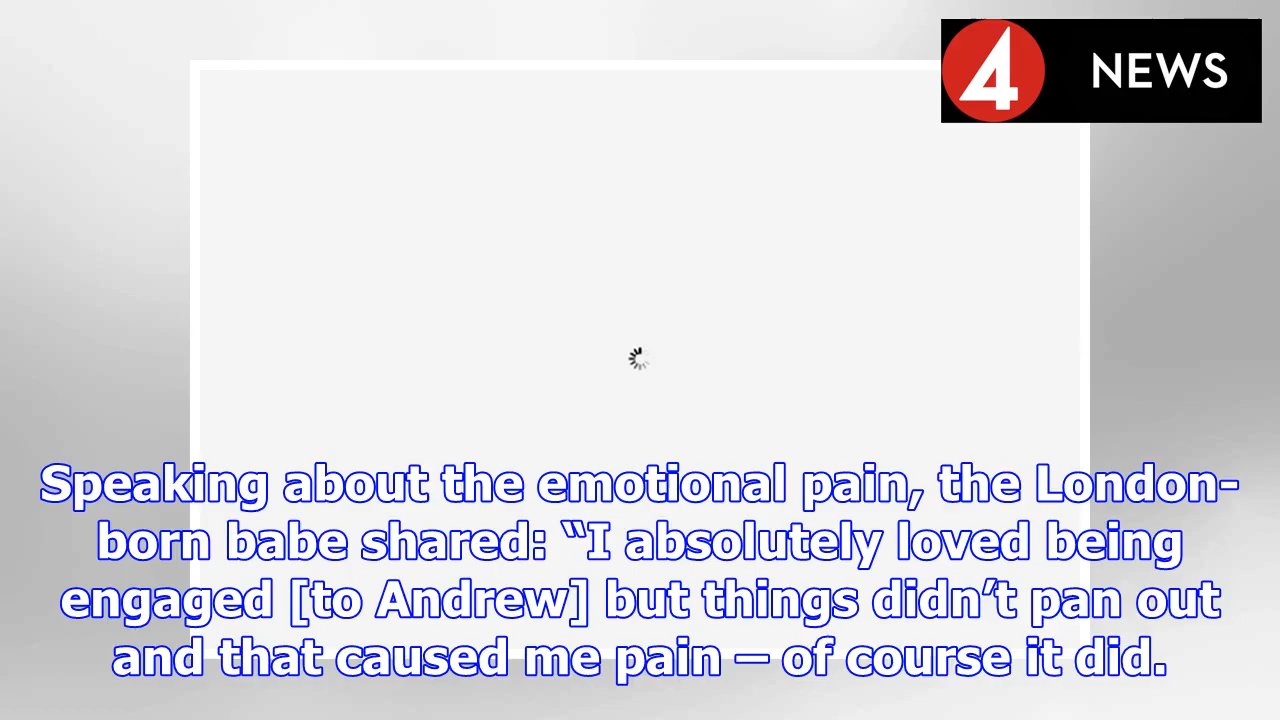 4 NEWS
Speaking about the emotional pain, the London-
born babe shared: “I absolutely loved being
engaged [to Andrew] but things didn’t pan out
and that caused me pain – of course it did.